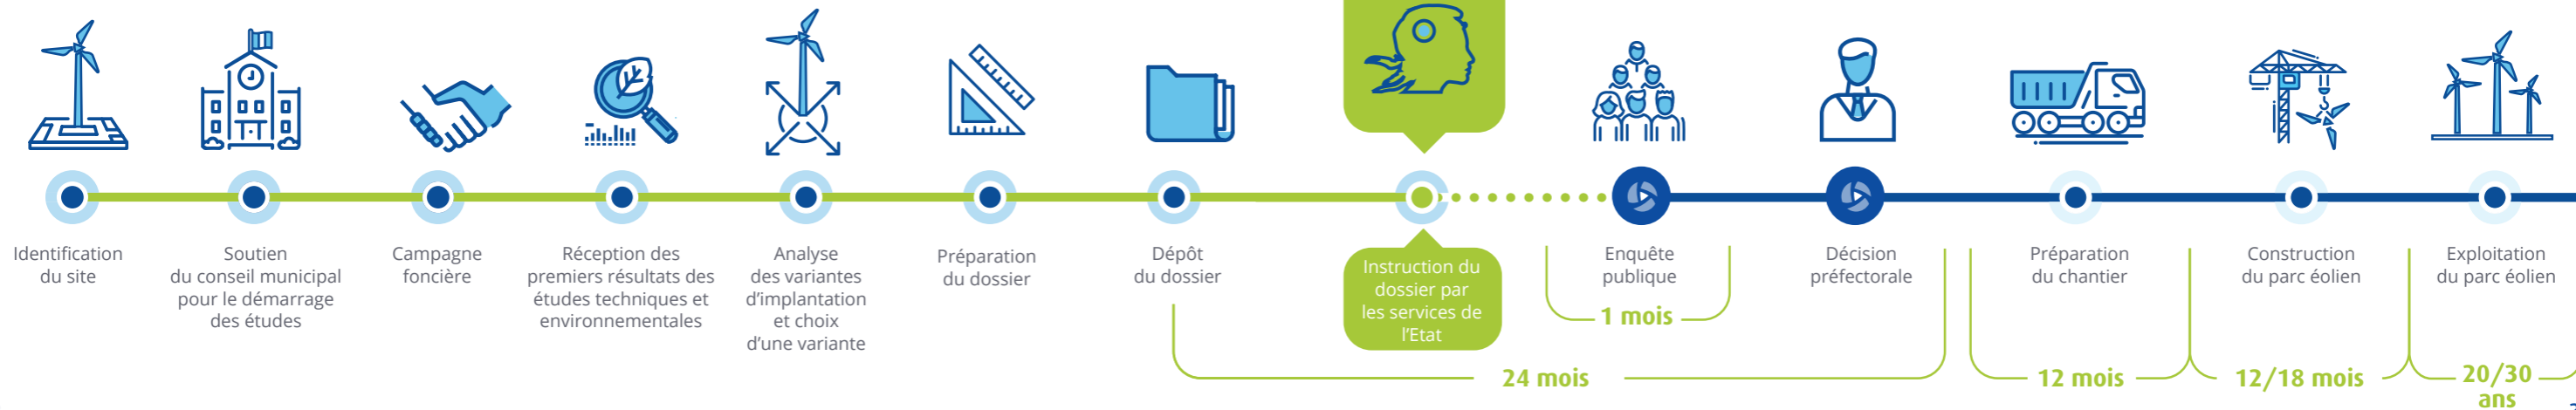 Identification
du site
Soutien
du conseil municipal
pour le démarrage
des études
Campagne
foncière
Réception des
premiers résultats des
études techniques et
environnementales
Analyse
des variantes
d'implantation
et choix
d'une variante
Préparation
du dossier
Dépôt
du dossier
Instruction du
dossier par
les services de
l'Etat
Enquête
publique
Décision
préfectorale
Préparation
du chantier
Construction
du parc éolien
Exploitation
du parc éolien
1 mois
24 mois
12 mois
12/18 mois
20/30
ans